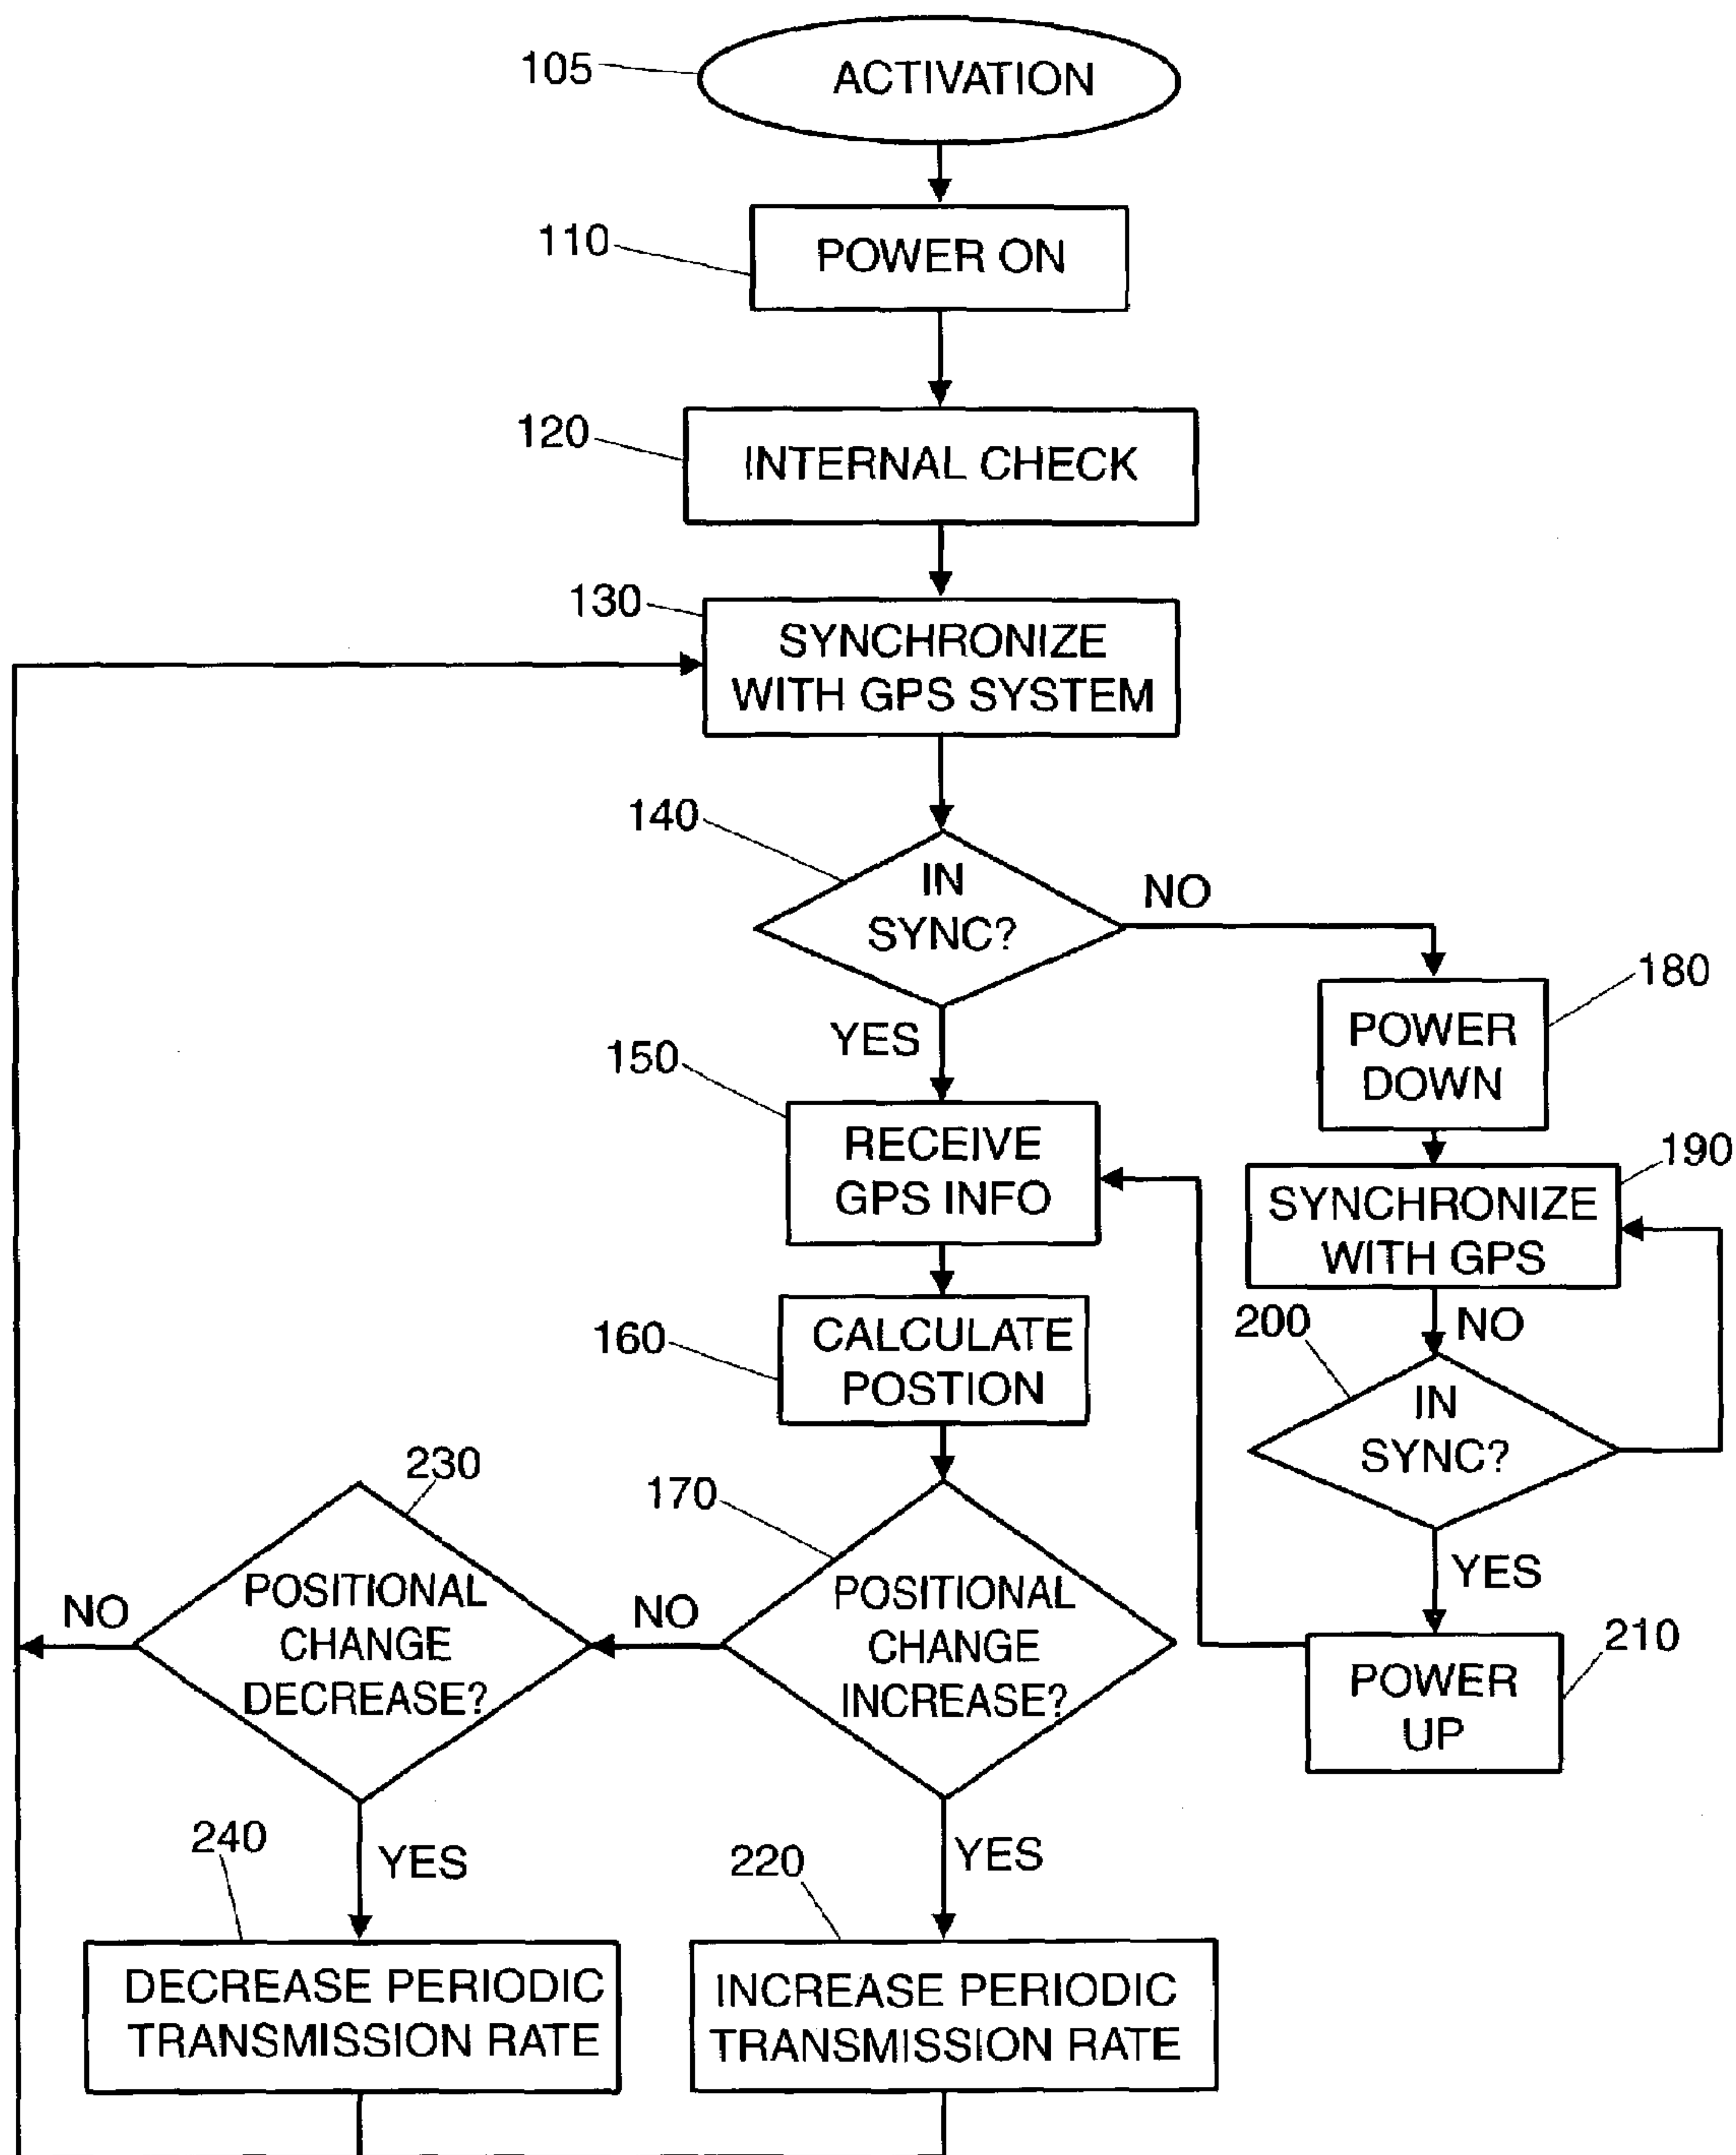 105
ACTIVATION
110
POWER ON
120
INTERNAL CHECK
130
SYNCHRONIZE
WITH GPS SYSTEM
140
IN
SYNC?
NO
YES
180
POWER
DOWN
150
RECEIVE
GPS INFO
190
SYNCHRONIZE
WITH GPS
NO
160
CALCULATE
POSTION
200
IN
SYNC?
YES
210
POWER
UP
170
POSITIONAL
CHANGE
INCREASE?
NO
230
POSITIONAL
CHANGE
DECREASE?
NO
YES
240
DECREASE PERIODIC
TRANSMISSION RATE
YES
220
INCREASE PERIODIC
TRANSMISSION RATE